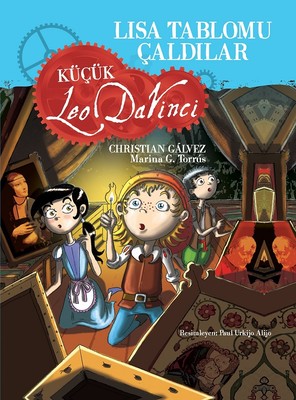 LISA TABLOMU
ÇALDILAR
KÜÇÜK
Leo DaVinci
CHRISTIAN GÁLVEZ
Marina G. Torrús
Resimleyen: Paul Urkijo Alijo